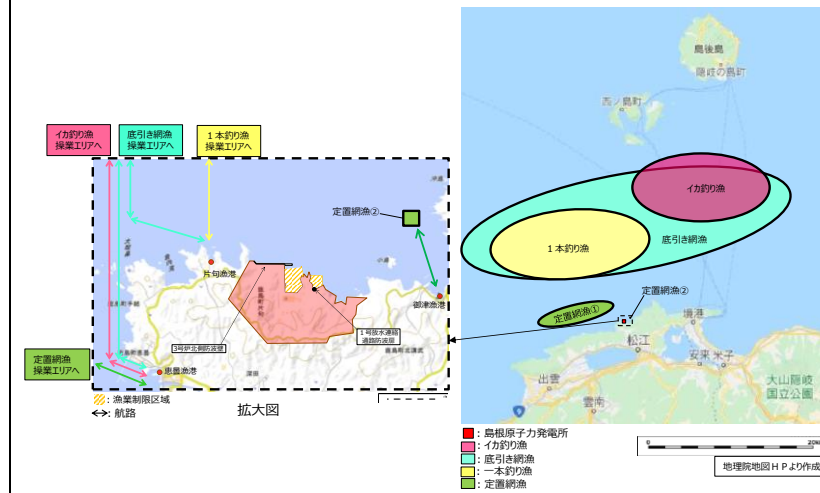 イカ釣り漁
操業エリアへ
底引き網漁
操業エリアへ
1本釣り漁
操業エリアへ
定置網漁②
片句漁港
御津漁港
3号炉北側防波壁
1号放水連絡
通路防波扉
定置網漁
操業エリアへ
恵曇漁港
：漁業制限区域
：航路
拡大図
島後島
隠岐の島町
西ノ島町
イカ釣り漁
底引き網漁
1本釣り漁
定置網漁①
定置網漁②
境港
松江
安来 米子
出雲
雲南
大山隠岐
国立公園
9
：島根原子力発電所
：イカ釣り漁
：底引き網漁
：一本釣り漁
：定置網漁
0
20k
地理院地図ＨＰより作成